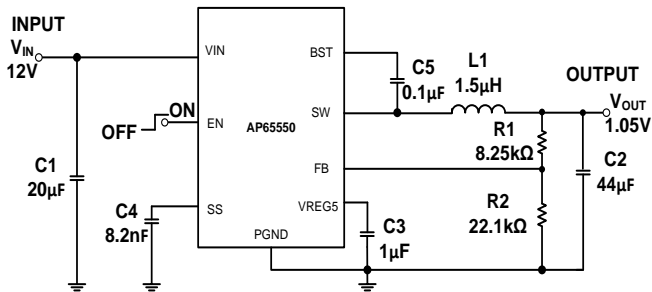 INPUT
VIN
12V
C1
20µF
OFF
ON
C4
8.2nF
VIN
EN
SS
AP65550
PGND
BST
SW
FB
VREG5
C5
0.1µF
L1
1.5µH
C3
1µF
R1
8.25kΩ
R2
22.1kΩ
OUTPUT
VOUT
1.05V
C2
44µF